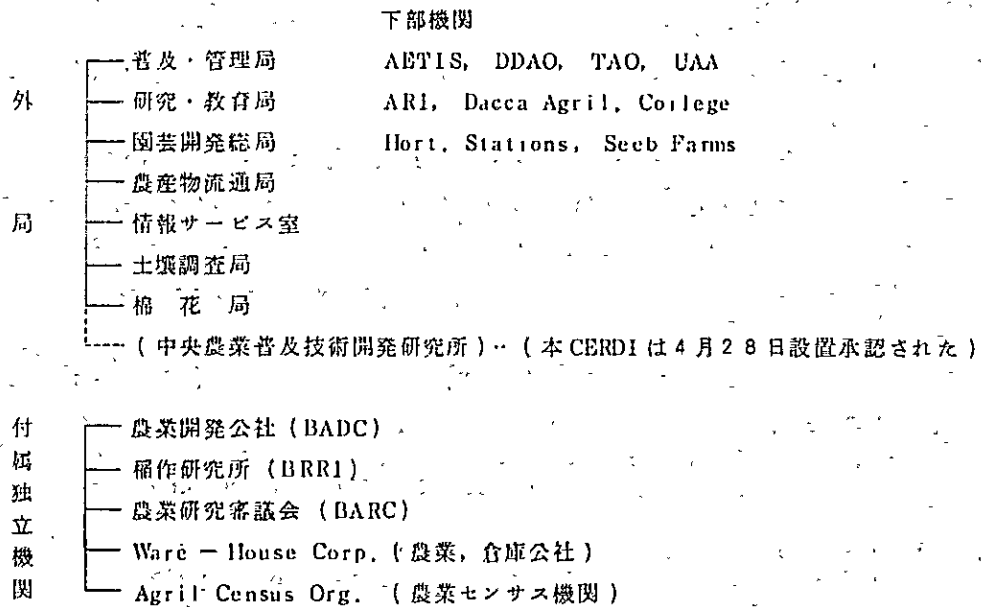 下部機関
普及・管理局 AETIS, DDAO, TAO, UAA
外 研究・教育局 ARI, Dacca Agril, College
園芸開発総局 Hort, Stations, Seeb Farms
農産物流通局
局 情報サービス室
土壌調査局
棉花局
(中央農業普及技術開発研究所)‥(本CERDIは4月28日設置承認された)
付属独立機関
農業開発公社(BADC)
稲作研究所(BRRI)
農業研究審議会(BARC)
Ware-House Corp.(農業,倉庫公社)
Agril Census Org.(農業センサス機関)